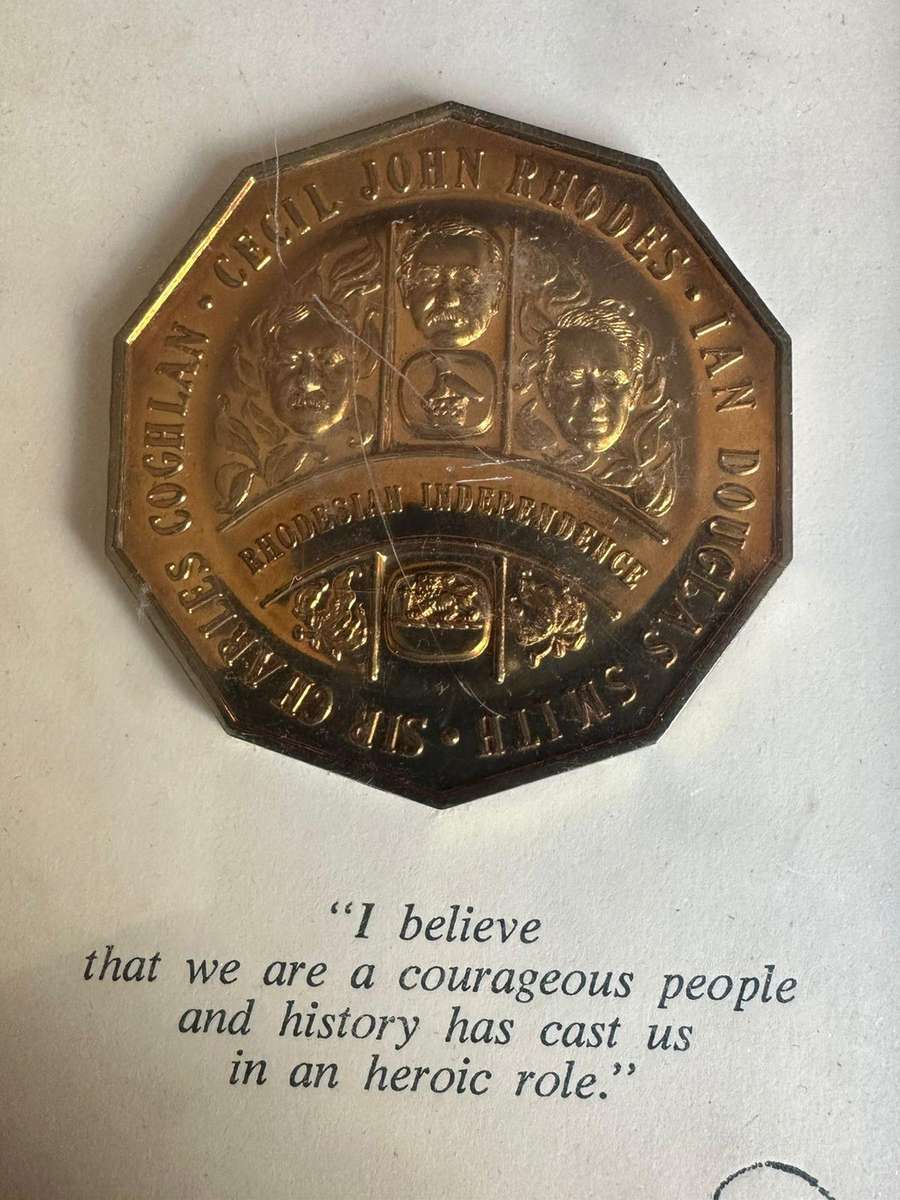 SIR CHARLES COGHLAN · CECIL JOHN RHODES · IAN DOUGLAS SMITH ·
RHODESIAN INDEPENDENCE
“I believe
that we are a courageous people
and history has cast us
in an heroic role.”